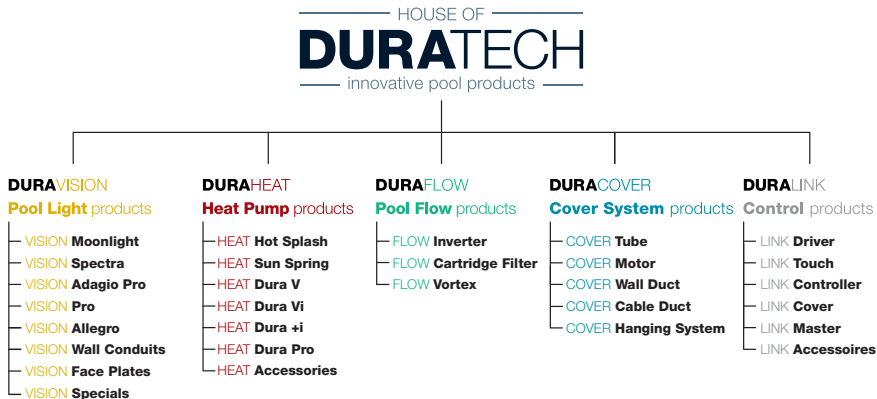 HOUSE OF
DURATECH
innovative pool products
DURAVISION
Pool Light products
VISION Moonlight
VISION Spectra
VISION Adagio Pro
VISION Pro
VISION Allegro
VISION Wall Conduits
VISION Face Plates
VISION Specials
DURAHEAT
Heat Pump products
HEAT Hot Splash
HEAT Sun Spring
HEAT Dura V
HEAT Dura Vi
HEAT Dura +i
HEAT Dura Pro
HEAT Accessories
DURAFLOW
Pool Flow products
FLOW Inverter
FLOW Cartridge Filter
FLOW Vortex
DURACOVER
Cover System products
COVER Tube
COVER Motor
COVER Wall Duct
COVER Cable Duct
COVER Hanging System
DURALINK
Control products
LINK Driver
LINK Touch
LINK Controller
LINK Cover
LINK Master
LINK Accessoires